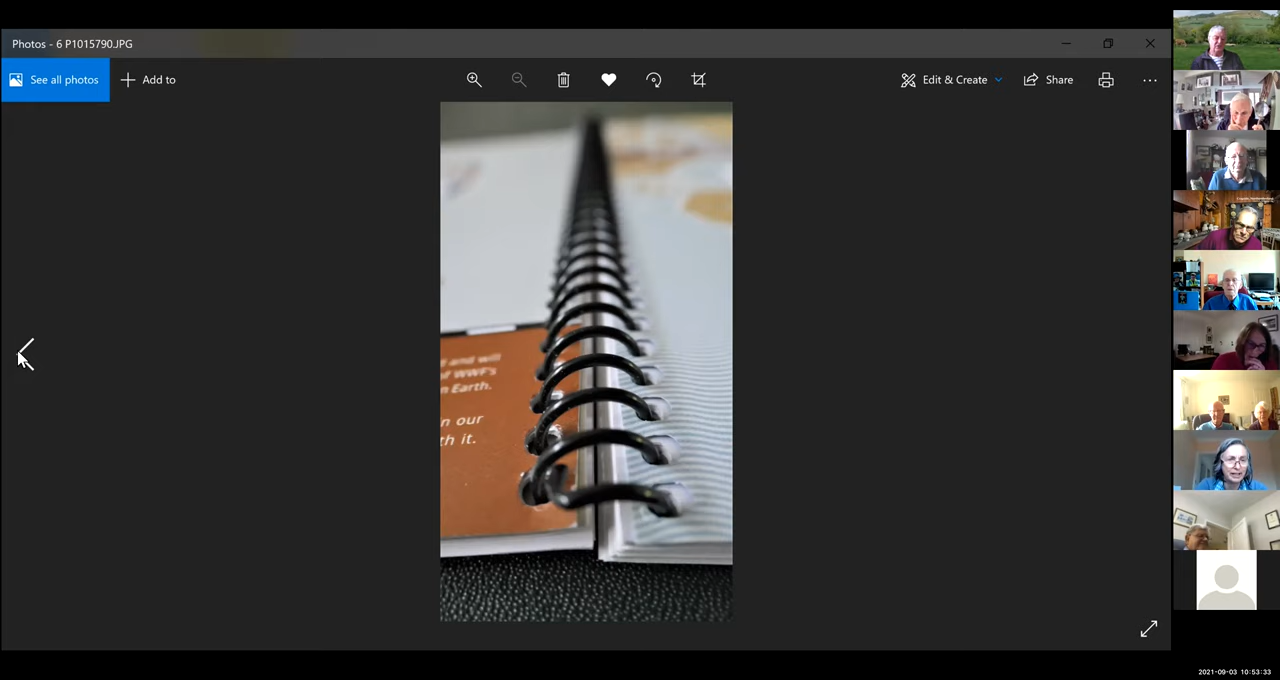 Photos - 6 P1015790.JPG
See all photos
Add to
Edit & Create
Share
and will
of WWF's
n Earth.
n our
th it.
2021-09-03 10:53:33